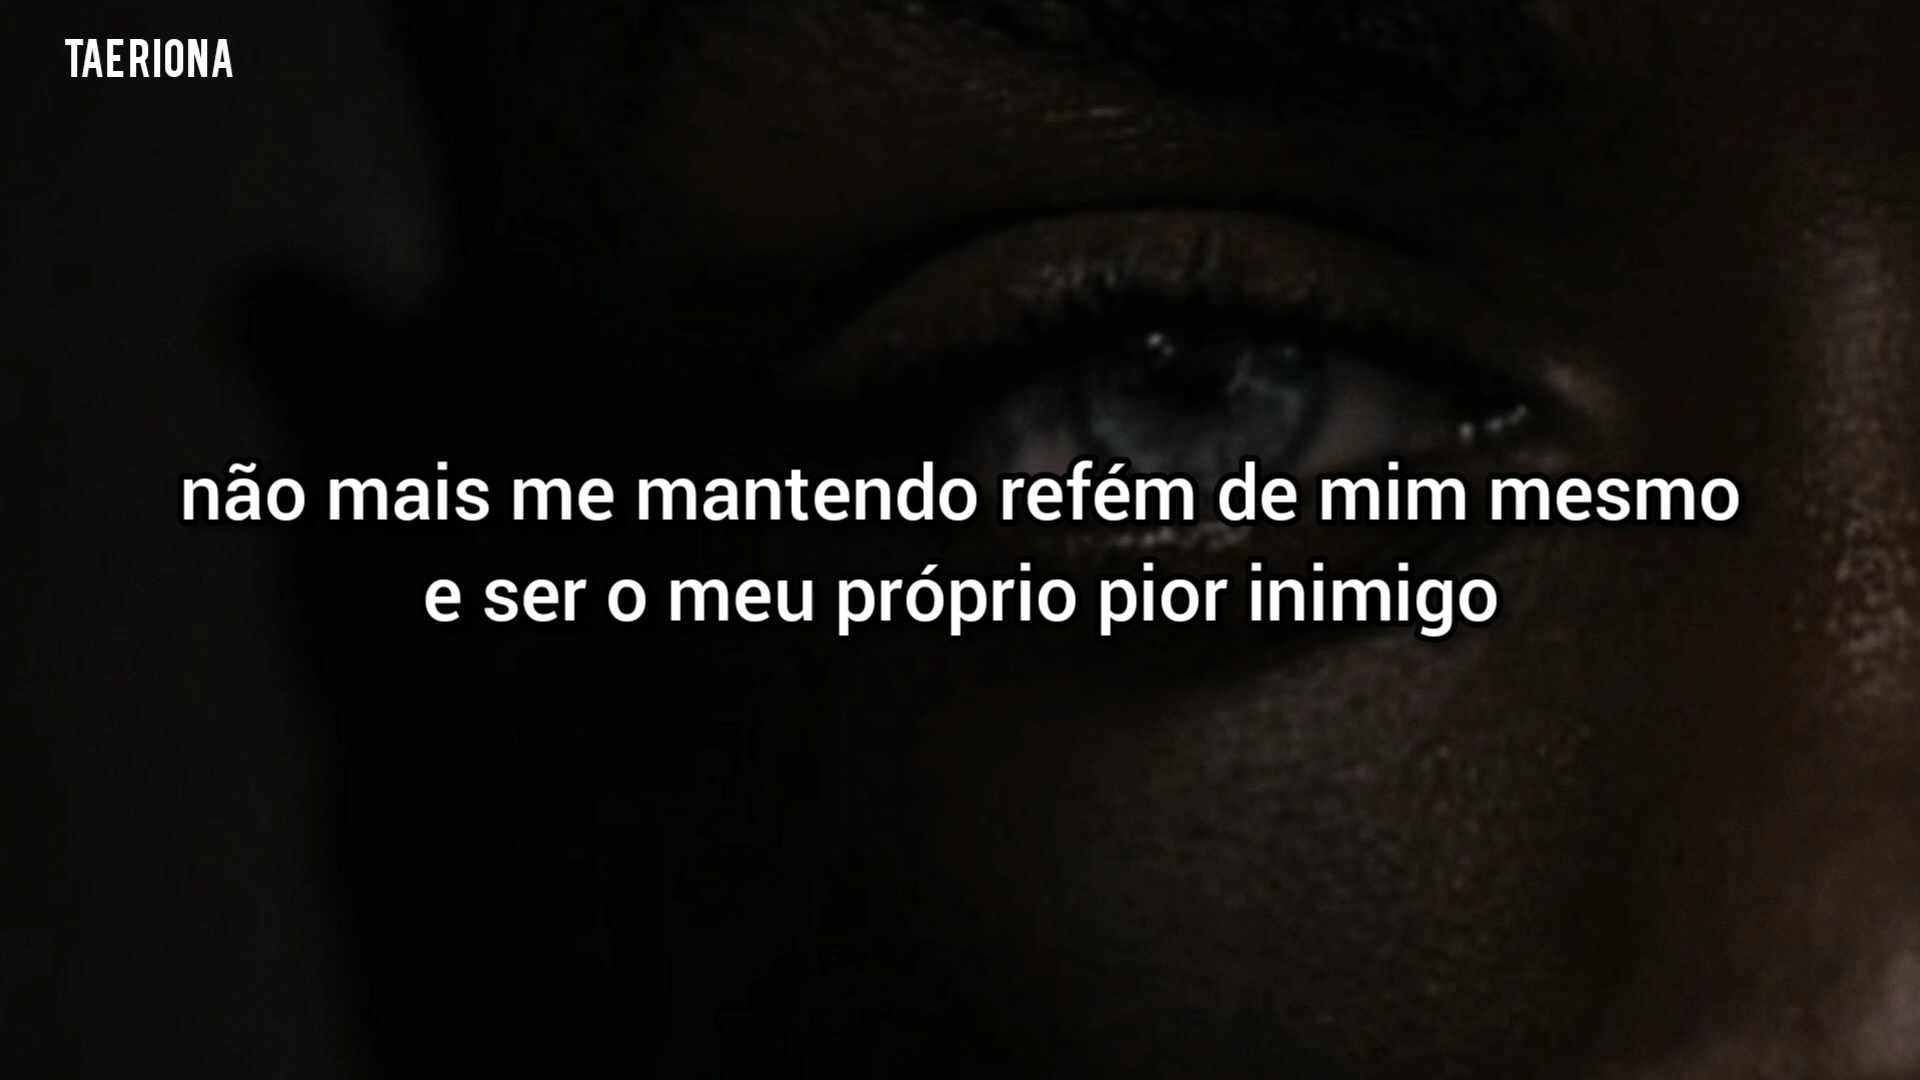 TAERIONA
não mais me mantendo refém de mim mesmo
e ser o meu próprio pior inimigo